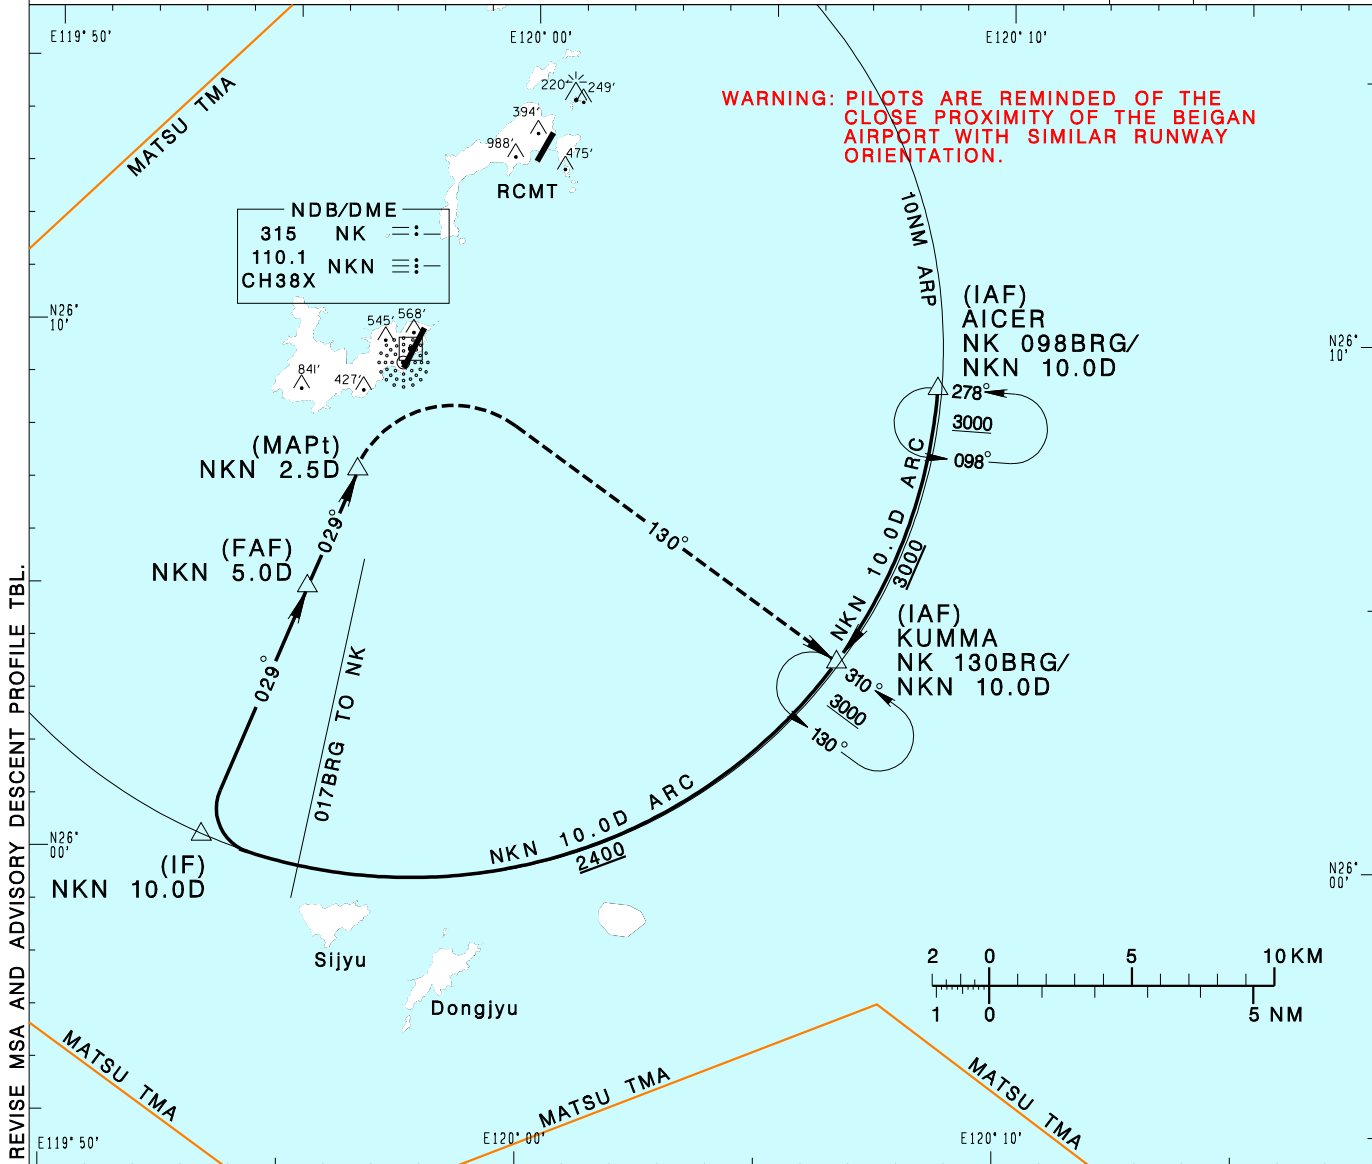 E119° 50'
E120° 00'
E120° 10'
MATSU TMA
220'
249'
394'
988'
475'
RCMT
WARNING: PILOTS ARE REMINDED OF THE
CLOSE PROXIMITY OF THE BEIGAN
AIRPORT WITH SIMILAR RUNWAY
ORIENTATION.
NDB/DME
315 NK
110.1
CH38X NKN
10NM ARP
N26°
10'
545'
568'
841'
427'
(IAF)
AICER
NK 098BRG/
NKN 10.0D
N26°
10'
278°
3000
098°
(MAPt)
NKN 2.5D
029°
130°
NKN 10.0D ARC
3000
(FAF)
NKN 5.0D
029°
017BRG TO NK
(IAF)
KUMMA
NK 130BRG/
NKN 10.0D
310°
3000
130°
NKN 10.0D ARC
2400
N26°
00'
(IF)
NKN 10.0D
N26°
00'
Sijyu
Dongjyu
2 0 5 10 KM
1 0 5 NM
MATSU TMA
MATSU TMA
MATSU TMA
E119° 50'
E120° 00'
E120° 10'
REVISE MSA AND ADVISORY DESCENT PROFILE TBL.